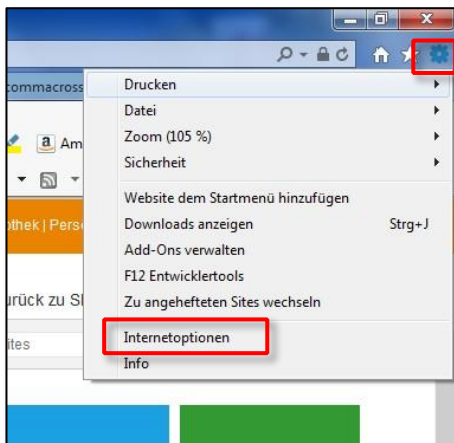 commacross
Drucken
Datei
a Am
Zoom (105 %)
Sicherheit
Website dem Startmenü hinzufügen
othek | Pers
Downloads anzeigen Strg+J
Add-Ons verwalten
F12 Entwicklertools
urück zu S
Zu angehefteten Sites wechseln
ites
Internetoptionen
Info